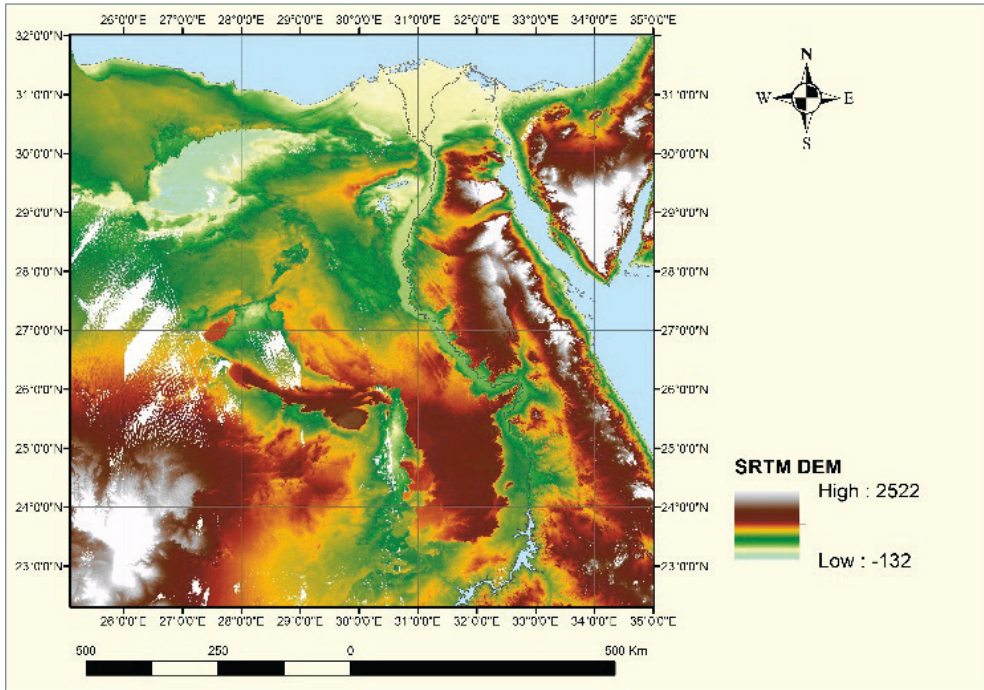 26°0'0"E 27°0'0"E 28°0'0"E 29°0'0"E 30°0'0"E 31°0'0"E 32°0'0"E 33°0'0"E 34°0'0"E 35°0'0"E
32°0'0"N
31°0'0"N 31°0'0"N
30°0'0"N 30°0'0"N
29°0'0"N 29°0'0"N
28°0'0"N 28°0'0"N
27°0'0"N 27°0'0"N
26°0'0"N 26°0'0"N
25°0'0"N 25°0'0"N
24°0'0"N 24°0'0"N
23°0'0"N 23°0'0"N
26°0'0"E 27°0'0"E 28°0'0"E 29°0'0"E 30°0'0"E 31°0'0"E 32°0'0"E 33°0'0"E 34°0'0"E 35°0'0"E
N
W E
S
SRTM DEM
High : 2522
Low : -132
500 250 0 500 Km